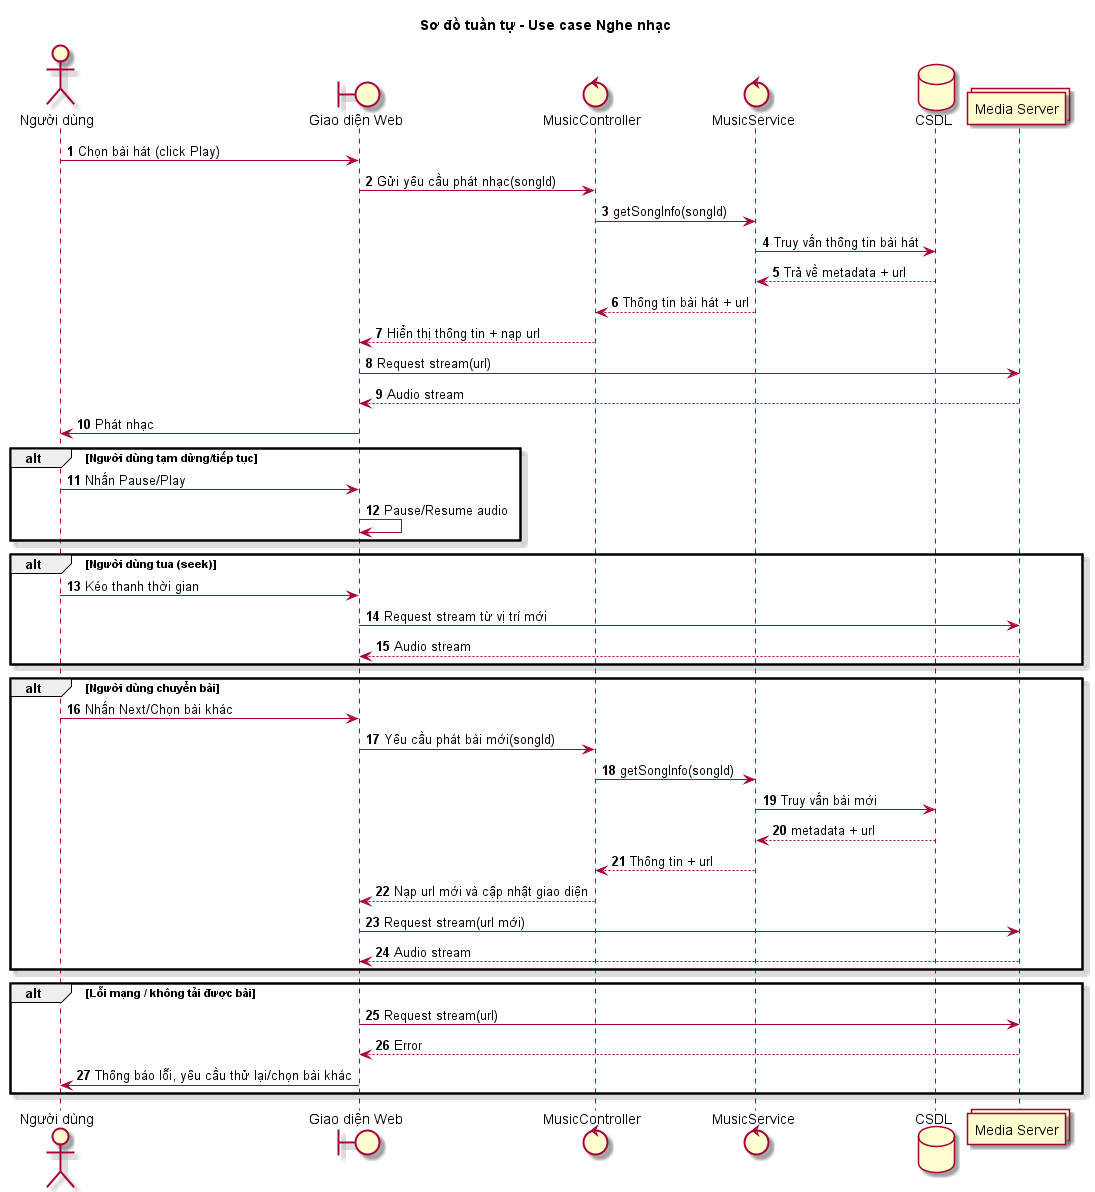 Sơ đồ tuần tự - Use case Nghe nhạc
Người dùng
Giao diện Web
MusicController
MusicService
CSDL
Media Server
1 Chọn bài hát (click Play)
2 Gửi yêu cầu phát nhạc(songId)
3 getSongInfo(songId)
4 Truy vấn thông tin bài hát
5 Trả về metadata + url
6 Thông tin bài hát + url
7 Hiển thị thông tin + nạp url
8 Request stream(url)
9 Audio stream
10 Phát nhạc
alt [Người dùng tạm dừng/tiếp tục]
11 Nhấn Pause/Play
12 Pause/Resume audio
alt [Người dùng tua (seek)]
13 Kéo thanh thời gian
14 Request stream từ vị trí mới
15 Audio stream
alt [Người dùng chuyển bài]
16 Nhấn Next/Chọn bài khác
17 Yêu cầu phát bài mới(songId)
18 getSongInfo(songId)
19 Truy vấn bài mới
20 metadata + url
21 Thông tin + url
22 Nạp url mới và cập nhật giao diện
23 Request stream(url mới)
24 Audio stream
alt [Lỗi mạng / không tải được bài]
25 Request stream(url)
26 Error
27 Thông báo lỗi, yêu cầu thử lại/chọn bài khác
Người dùng
Giao diện Web
MusicController
MusicService
CSDL
Media Server